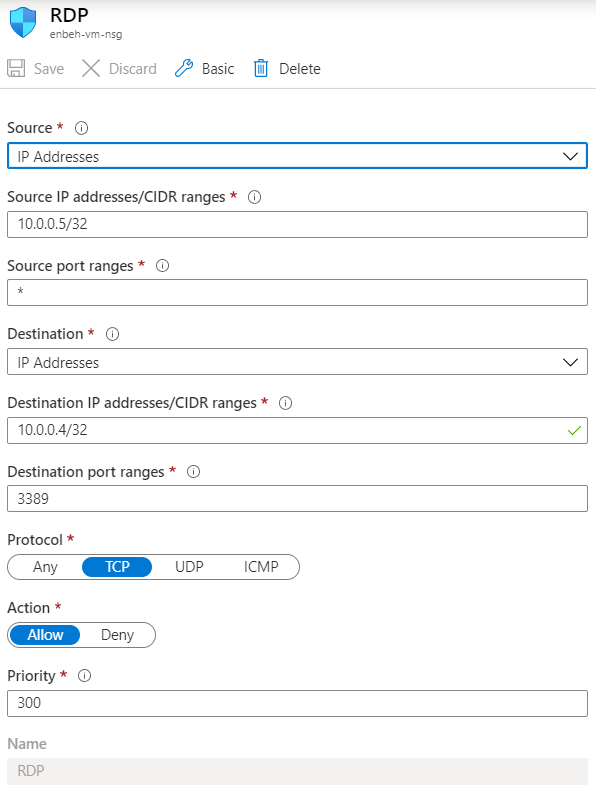 RDP
enbeh-vm-nsg
Save Discard Basic Delete
Source *
IP Addresses
Source IP addresses/CIDR ranges *
10.0.0.5/32
Source port ranges *
*
Destination *
IP Addresses
Destination IP addresses/CIDR ranges *
10.0.0.4/32
Destination port ranges *
3389
Protocol *
Any TCP UDP ICMP
Action *
Allow Deny
Priority *
300
Name
RDP